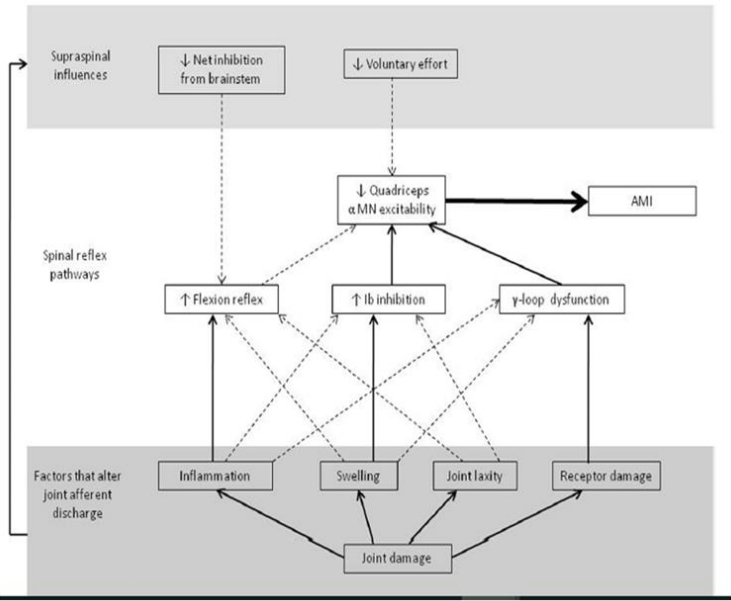 Supraspinal
influences
↓ Net inhibition
from brainstem
↓ Voluntary effort
↓ Quadriceps
αMN excitability
AMI
Spinal reflex
pathways
↑ Flexion reflex
↑ Ib inhibition
γ-loop dysfunction
Factors that alter
joint afferent
discharge
Inflammation
Swelling
Joint laxity
Receptor damage
Joint damage